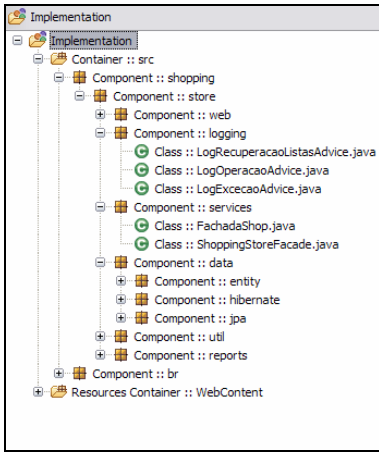 Implementation
Implementation
Container :: src
Component :: shopping
Component :: store
Component :: web
Component :: logging
Class :: LogRecuperacaoListasAdvice.java
Class :: LogOperacaoAdvice.java
Class :: LogExcecaoAdvice.java
Component :: services
Class :: FachadaShop.java
Class :: ShoppingStoreFacade.java
Component :: data
Component :: entity
Component :: hibernate
Component :: jpa
Component :: util
Component :: reports
Component :: br
Resources Container :: WebContent